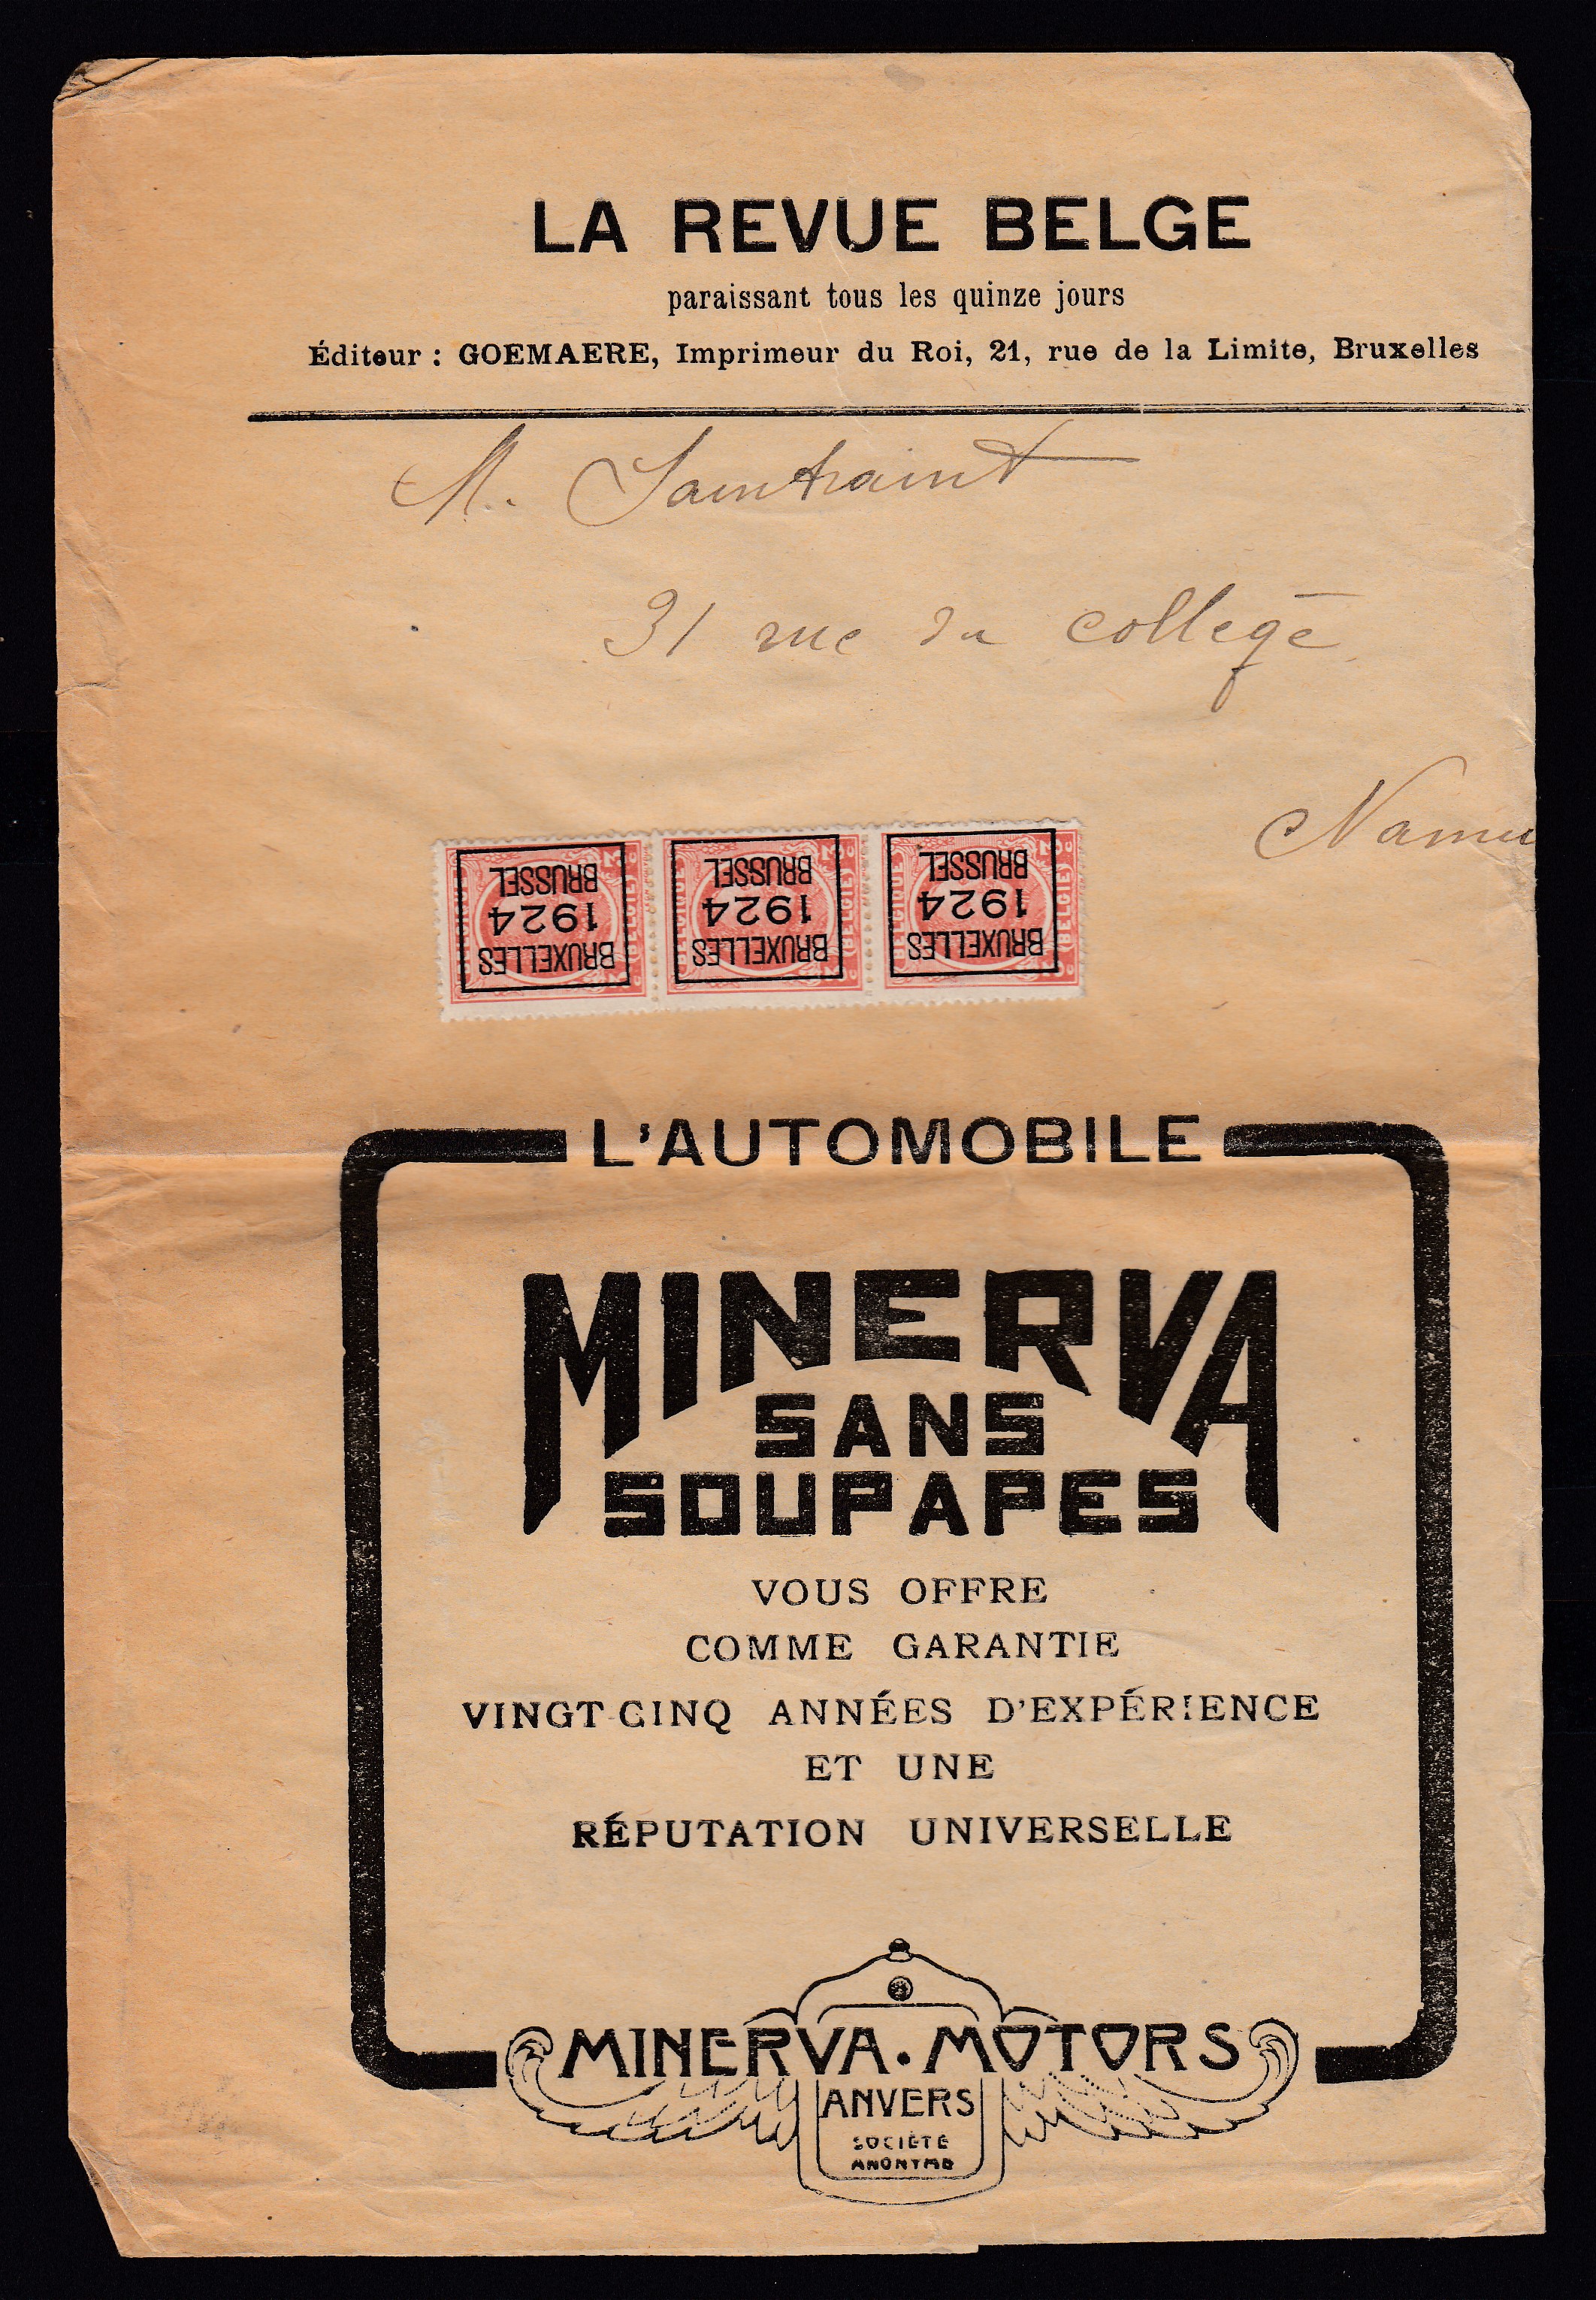 LA REVUE BELGE
paraissant tous les quinze jours
Éditeur : GOEMAERE, Imprimeur du Roi, 21, rue de la Limite, Bruxelles
M. Saintraint
31 rue du collège
Namu
BRUXELLES
1924
BRUSSEL
BRUXELLES
1924
BRUSSEL
BRUXELLES
1924
BRUSSEL
L'AUTOMOBILE
MINERVA
SANS
SOUPAPES
VOUS OFFRE
COMME GARANTIE
VINGT-CINQ ANNÉES D'EXPÉRIENCE
ET UNE
RÉPUTATION UNIVERSELLE
MINERVA. MOTORS
ANVERS
SOCIÉTÉ
ANONYME